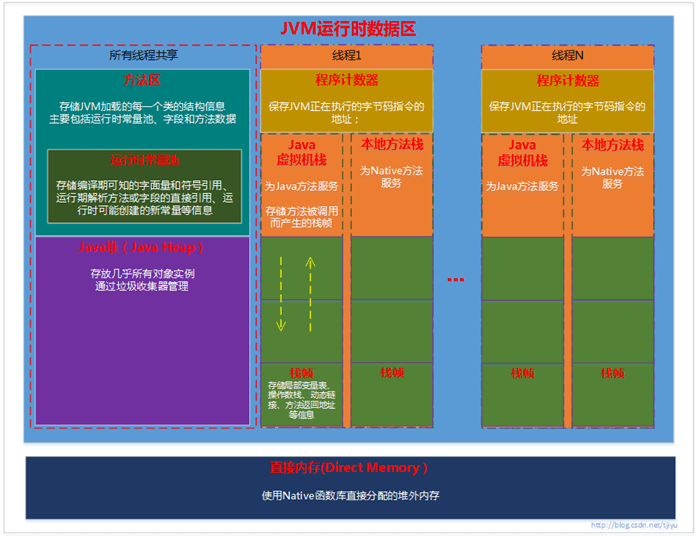 JVM运行时数据区
所有线程共享
方法区
存储JVM加载的每一个类的结构信息
主要包括运行时常量池、字段和方法数据
运行时常量池
存储编译期可知的字面量和符号引用、
运行期解析方法或字段的直接引用、运
行时可能创建的新常量等信息
Java堆（Java Heap）
存放几乎所有对象实例
通过垃圾收集器管理
线程1
程序计数器
保存JVM正在执行的字节码指令的
地址：
Java
虚拟机栈
为Java方法服务
存储方法被调用
而产生的栈帧
本地方法栈
为Native方法
服务
栈帧
存储局部变量表、
操作数栈、动态链
接、方法返回地址
等信息
栈帧
...
线程N
程序计数器
保存JVM正在执行的字节码指令的
地址
Java
虚拟机栈
为Java方法服务
本地方法栈
为Native方法
服务
栈帧
栈帧
直接内存(Direct Memory）
使用Native函数库直接分配的堆外内存
http://blog.csdn.net/tjiyu